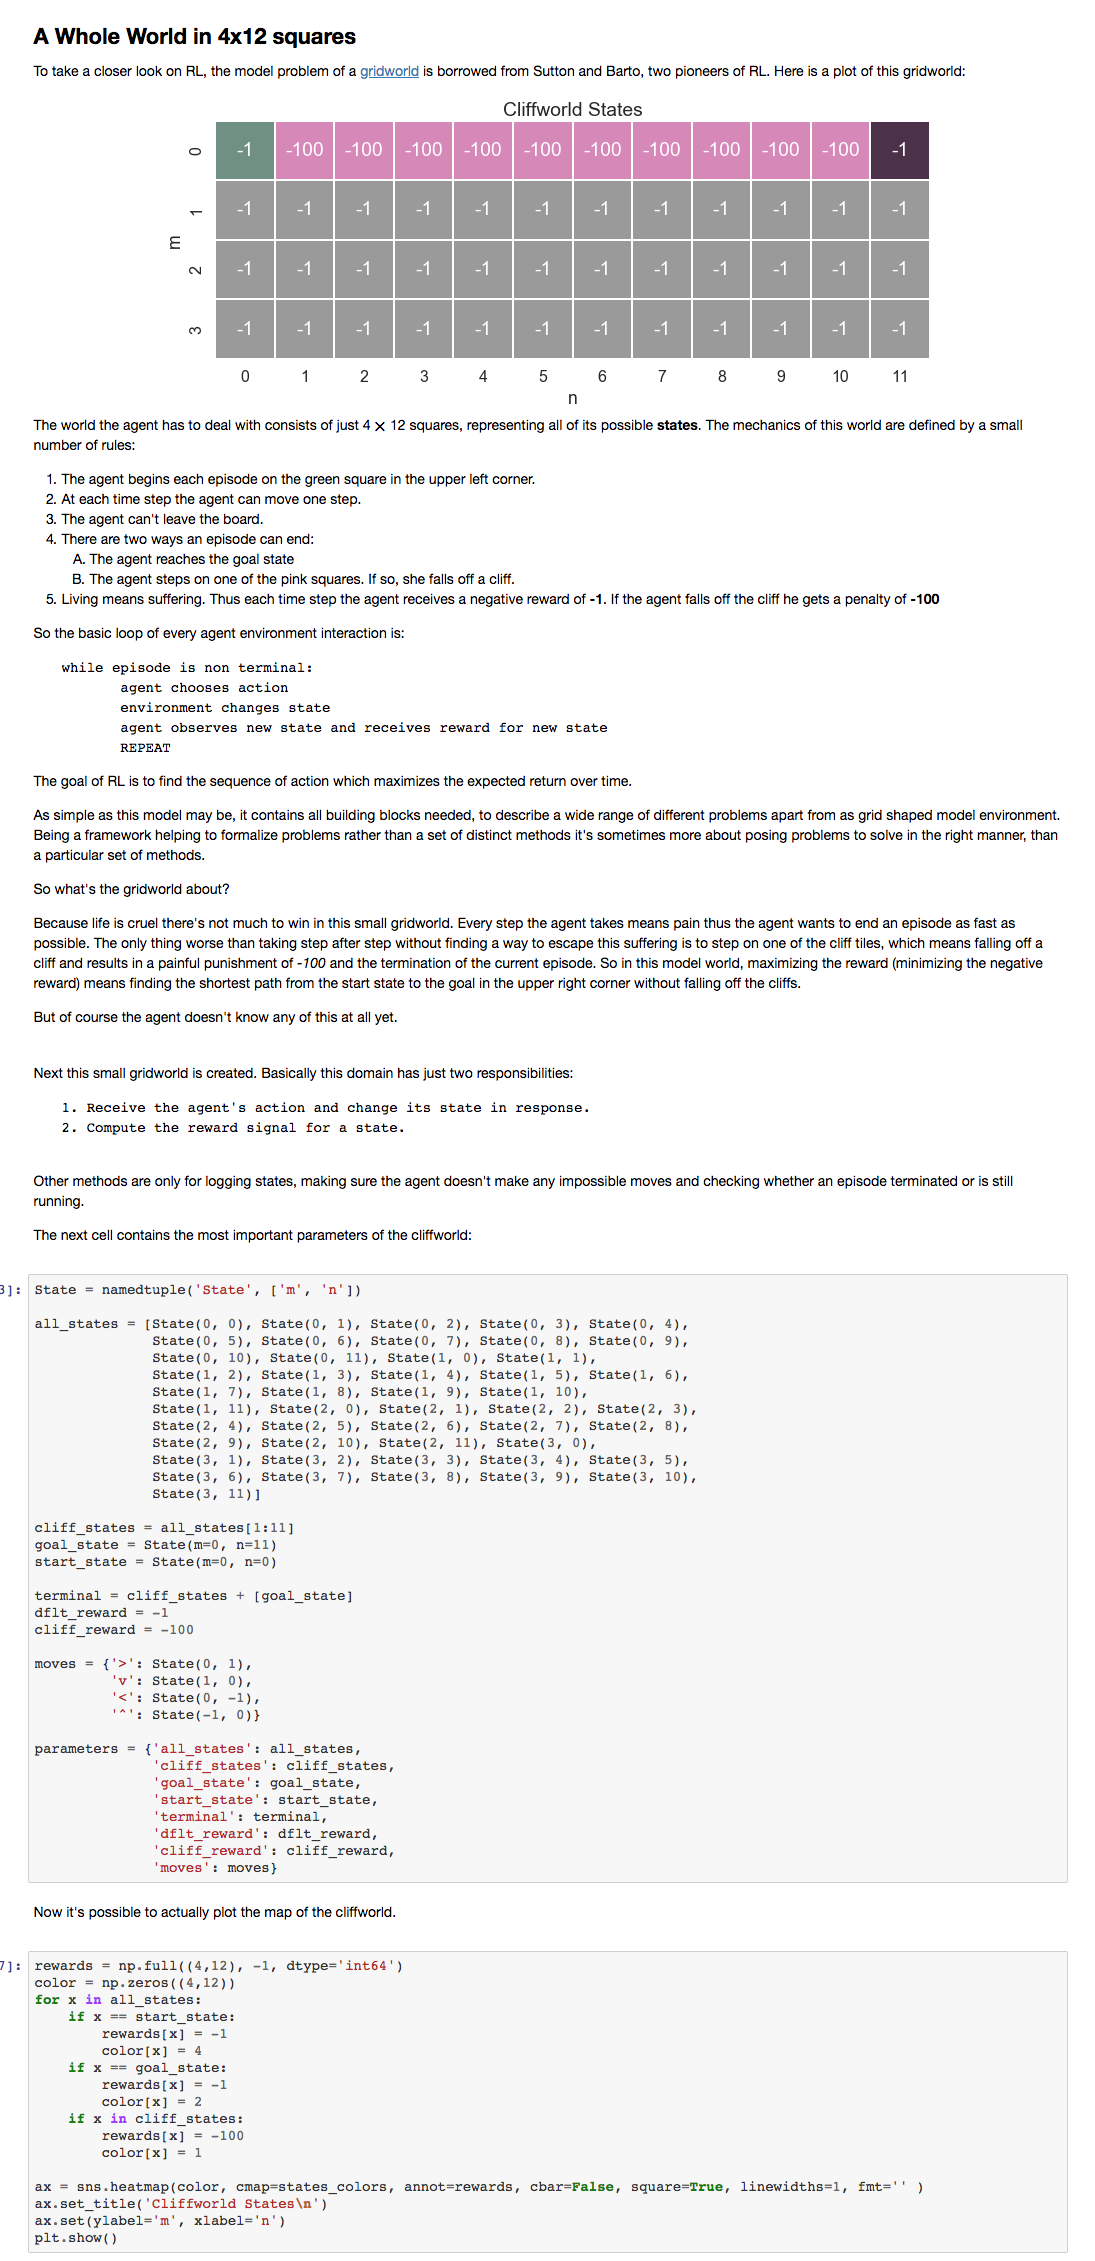 A Whole World in 4x12 squares
To take a closer look on RL, the model problem of a gridworld is borrowed from Sutton and Barto, two pioneers of RL. Here is a plot of this gridworld:
Cliffworld States
0 -1 -100 -100 -100 -100 -100 -100 -100 -100 -100 -100 -1
1 -1 -1 -1 -1 -1 -1 -1 -1 -1 -1 -1 -1
m
2 -1 -1 -1 -1 -1 -1 -1 -1 -1 -1 -1 -1
3 -1 -1 -1 -1 -1 -1 -1 -1 -1 -1 -1 -1
0 1 2 3 4 5 6 7 8 9 10 11
n
The world the agent has to deal with consists of just 4 × 12 squares, representing all of its possible states. The mechanics of this world are defined by a small
number of rules:
1. The agent begins each episode on the green square in the upper left corner.
2. At each time step the agent can move one step.
3. The agent can't leave the board.
4. There are two ways an episode can end:
A. The agent reaches the goal state
B. The agent steps on one of the pink squares. If so, she falls off a cliff.
5. Living means suffering. Thus each time step the agent receives a negative reward of -1. If the agent falls off the cliff he gets a penalty of -100
So the basic loop of every agent environment interaction is:
while episode is non terminal:
agent chooses action
environment changes state
agent observes new state and receives reward for new state
REPEAT
The goal of RL is to find the sequence of action which maximizes the expected return over time.
As simple as this model may be, it contains all building blocks needed, to describe a wide range of different problems apart from as grid shaped model environment.
Being a framework helping to formalize problems rather than a set of distinct methods it's sometimes more about posing problems to solve in the right manner, than
a particular set of methods.
So what's the gridworld about?
Because life is cruel there's not much to win in this small gridworld. Every step the agent takes means pain thus the agent wants to end an episode as fast as
possible. The only thing worse than taking step after step without finding a way to escape this suffering is to step on one of the cliff tiles, which means falling off a
cliff and results in a painful punishment of -100 and the termination of the current episode. So in this model world, maximizing the reward (minimizing the negative
reward) means finding the shortest path from the start state to the goal in the upper right corner without falling off the cliffs.
But of course the agent doesn't know any of this at all yet.
Next this small gridworld is created. Basically this domain has just two responsibilities:
1. Receive the agent's action and change its state in response.
2. Compute the reward signal for a state.
Other methods are only for logging states, making sure the agent doesn't make any impossible moves and checking whether an episode terminated or is still
running.
The next cell contains the most important parameters of the cliffworld:
3]: State = namedtuple('State', ['m', 'n'])
all_states = [State(0, 0), State(0, 1), State(0, 2), State(0, 3), State(0, 4),
State(0, 5), State(0, 6), State(0, 7), State(0, 8), State(0, 9),
State(0, 10), State(0, 11), State(1, 0), State(1, 1),
State(1, 2), State(1, 3), State(1, 4), State(1, 5), State(1, 6),
State(1, 7), State(1, 8), State(1, 9), State(1, 10),
State(1, 11), State(2, 0), State(2, 1), State(2, 2), State(2, 3),
State(2, 4), State(2, 5), State(2, 6), State(2, 7), State(2, 8),
State(2, 9), State(2, 10), State(2, 11), State(3, 0),
State(3, 1), State(3, 2), State(3, 3), State(3, 4), State(3, 5),
State(3, 6), State(3, 7), State(3, 8), State(3, 9), State(3, 10),
State(3, 11)]
cliff_states = all_states[1:11]
goal_state = State(m=0, n=11)
start_state = State(m=0, n=0)
terminal = cliff_states + [goal_state]
dflt_reward = -1
cliff_reward = -100
moves = {'>': State(0, 1),
'v': State(1, 0),
'<': State(0, -1),
'^': State(-1, 0)}
parameters = {'all_states': all_states,
'cliff_states': cliff_states,
'goal_state': goal_state,
'start_state': start_state,
'terminal': terminal,
'dflt_reward': dflt_reward,
'cliff_reward': cliff_reward,
'moves': moves}
Now it's possible to actually plot the map of the cliffworld.
7]: rewards = np.full((4,12), -1, dtype='int64')
color = np.zeros((4,12))
for x in all_states:
if x == start_state:
rewards[x] = -1
color[x] = 4
if x == goal_state:
rewards[x] = -1
color[x] = 2
if x in cliff_states:
rewards[x] = -100
color[x] = 1
ax = sns.heatmap(color, cmap=states_colors, annot=rewards, cbar=False, square=True, linewidths=1, fmt='' )
ax.set_title('Cliffworld States\n')
ax.set(ylabel='m', xlabel='n')
plt.show()